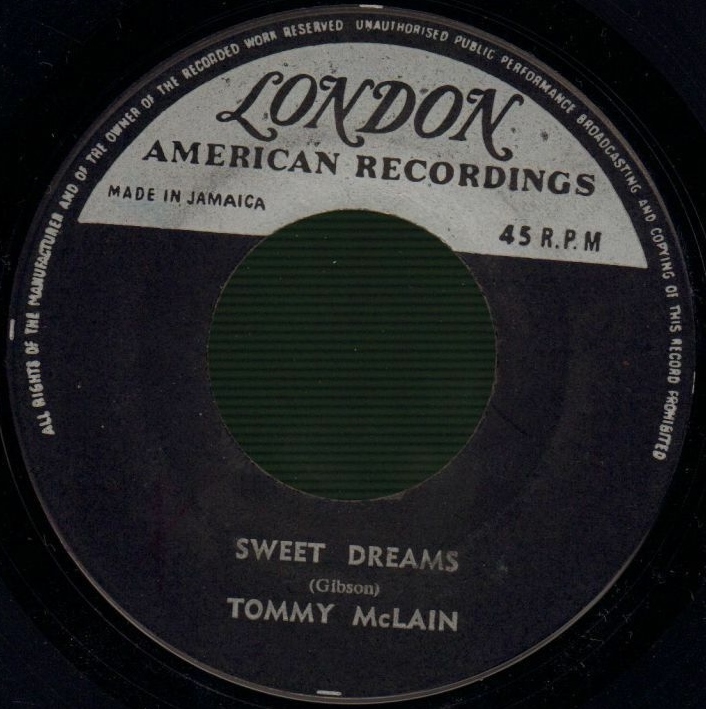 ALL RIGHTS OF THE MANUFACTURER AND OF THE OWNER OF THE RECORDED WORK RESERVED UNAUTHORISED PUBLIC PERFORMANCE BROADCASTING AND COPYING OF THIS RECORD PROHIBITED
LONDON
AMERICAN RECORDINGS
MADE IN JAMAICA
45 R.P.M
SWEET DREAMS
(Gibson)
TOMMY McLAIN